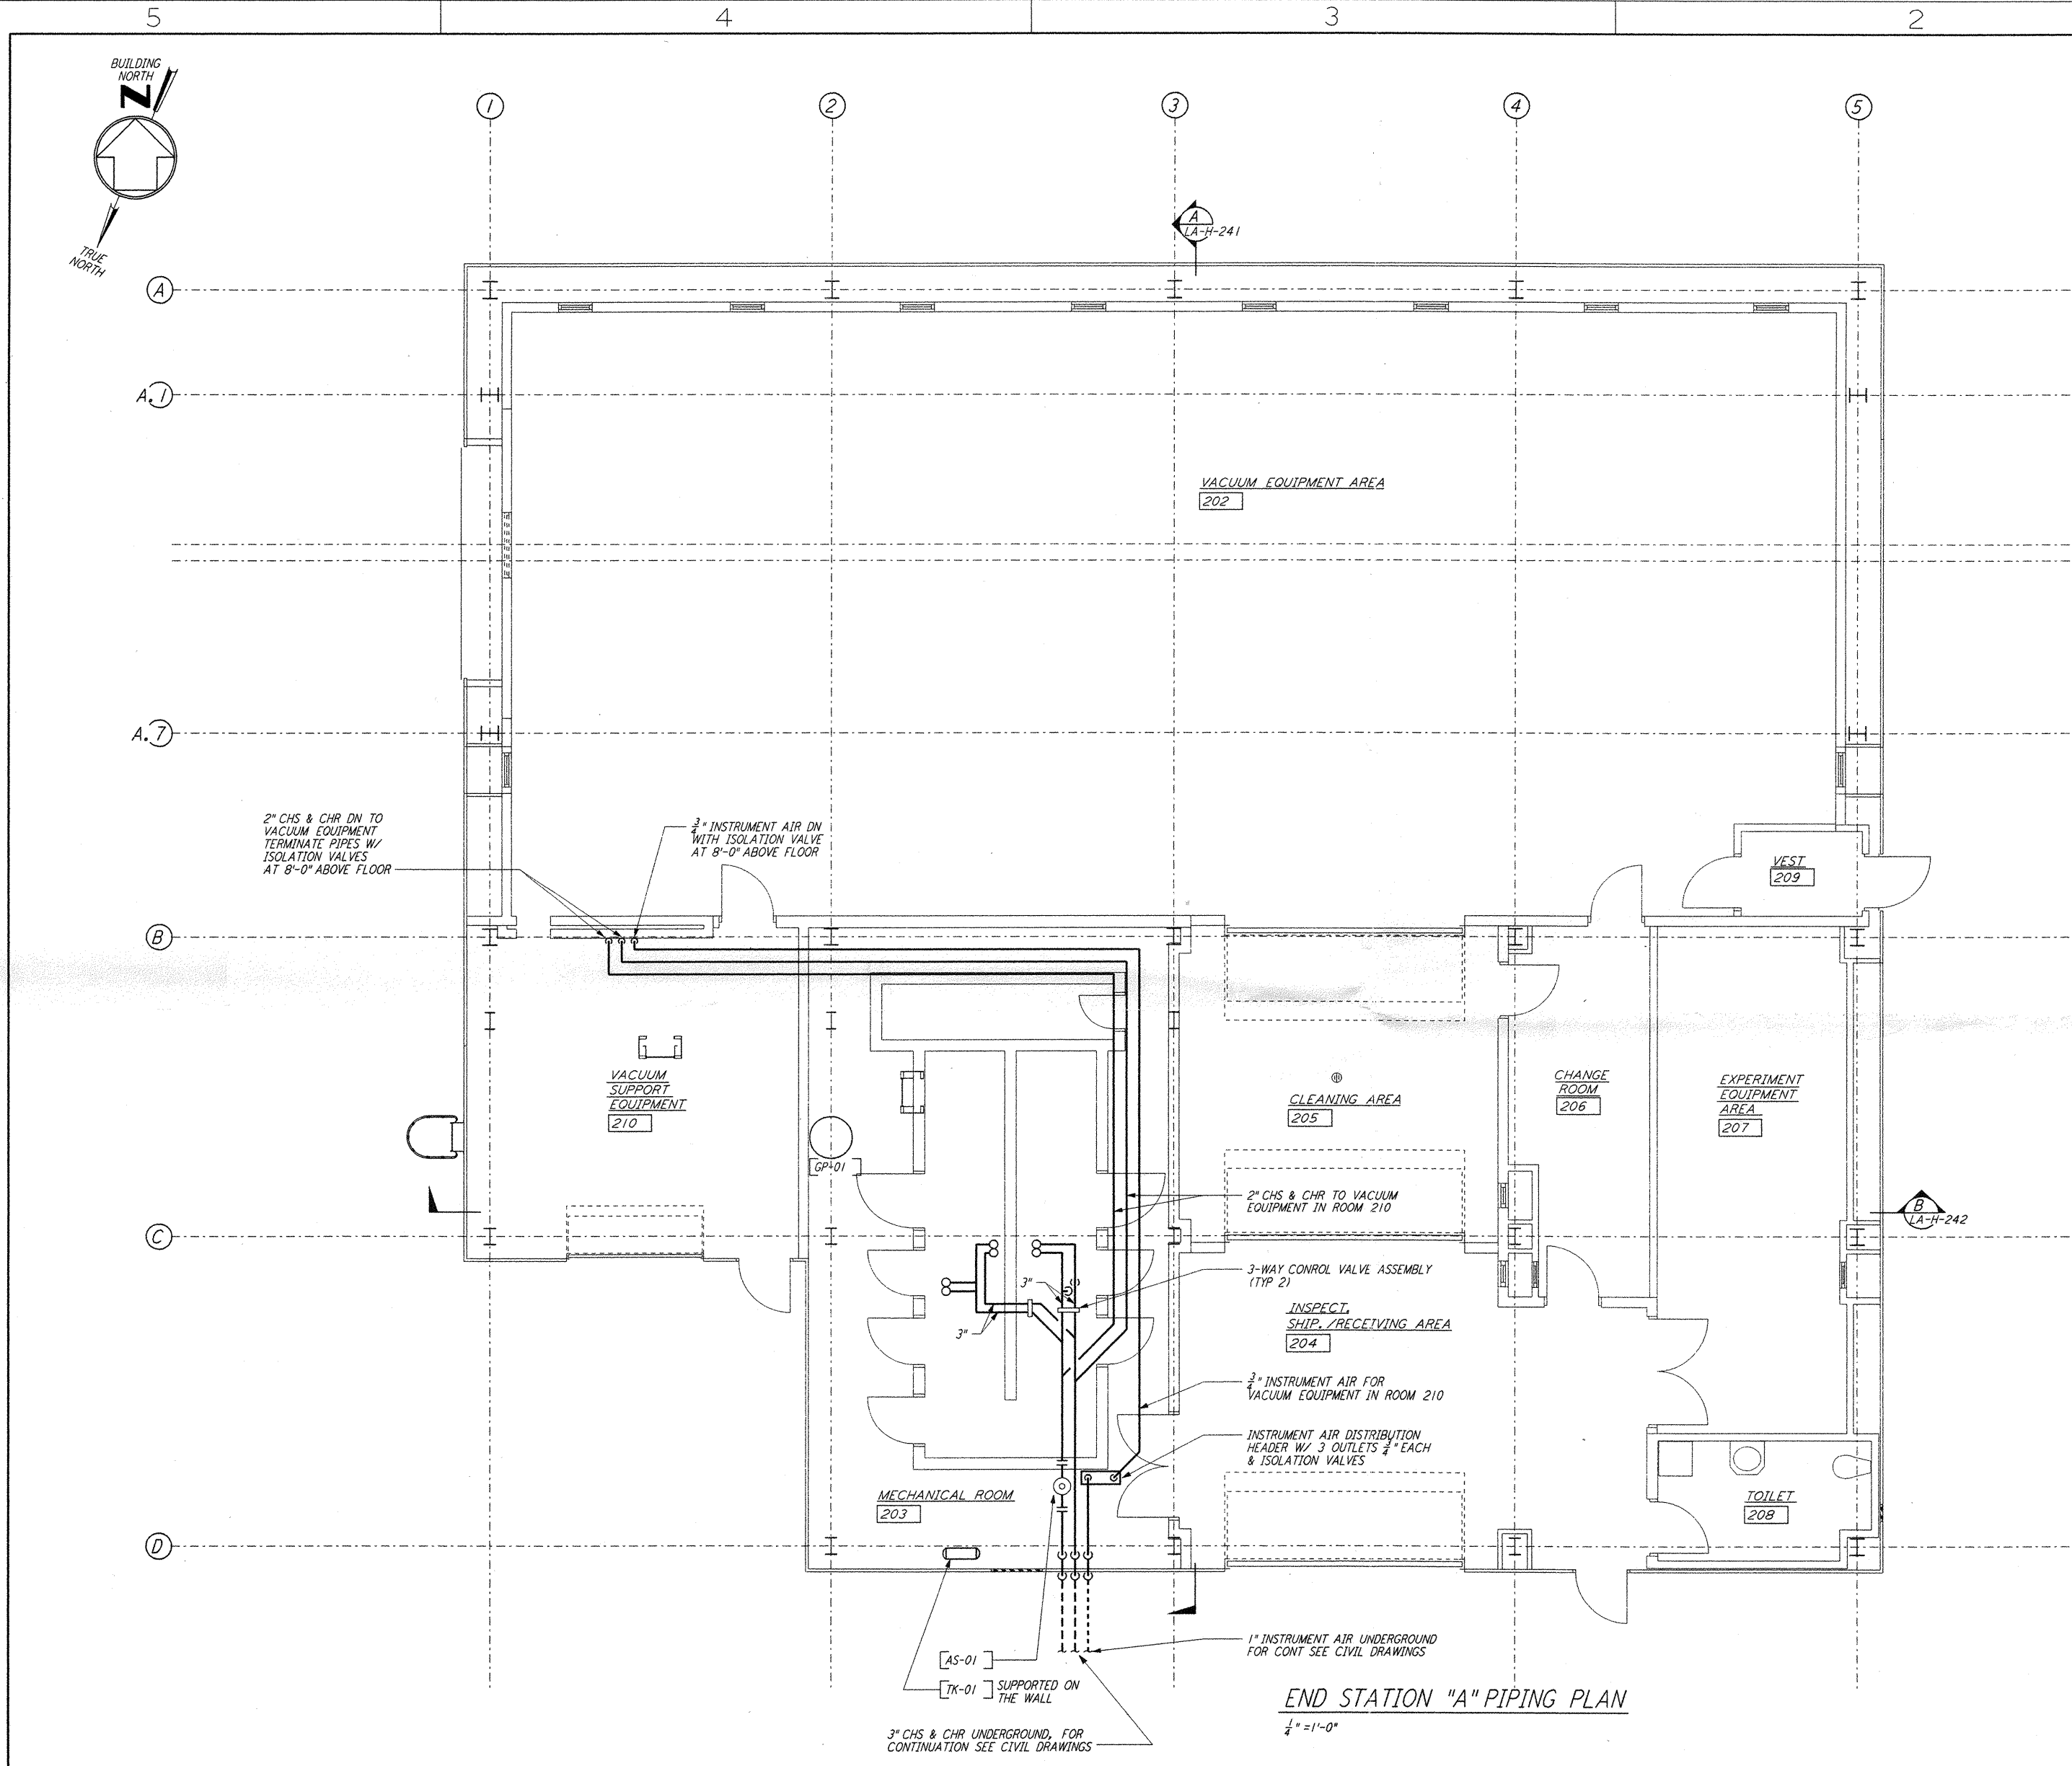 5
4
3
2
BUILDING
NORTH
N
TRUE
NORTH
1
2
3
4
5
A
LA-H-241
A
A.1
VACUUM EQUIPMENT AREA
202
A.7
2" CHS & CHR DN TO
VACUUM EQUIPMENT
TERMINATE PIPES W/
ISOLATION VALVES
AT 8'-0" ABOVE FLOOR
3/4" INSTRUMENT AIR DN
WITH ISOLATION VALVE
AT 8'-0" ABOVE FLOOR
VEST
209
B
VACUUM
SUPPORT
EQUIPMENT
210
GP-01
CLEANING AREA
205
CHANGE
ROOM
206
EXPERIMENT
EQUIPMENT
AREA
207
2" CHS & CHR TO VACUUM
EQUIPMENT IN ROOM 210
B
LA-H-242
C
3"
3"
3-WAY CONROL VALVE ASSEMBLY
(TYP 2)
INSPECT,
SHIP./RECEIVING AREA
204
3/4" INSTRUMENT AIR FOR
VACUUM EQUIPMENT IN ROOM 210
INSTRUMENT AIR DISTRIBUTION
HEADER W/ 3 OUTLETS 3/4" EACH
& ISOLATION VALVES
MECHANICAL ROOM
203
TOILET
208
D
1" INSTRUMENT AIR UNDERGROUND
FOR CONT SEE CIVIL DRAWINGS
AS-01
TK-01
SUPPORTED ON
THE WALL
3" CHS & CHR UNDERGROUND, FOR
CONTINUATION SEE CIVIL DRAWINGS
END STATION "A" PIPING PLAN
1/4" =1'-0"